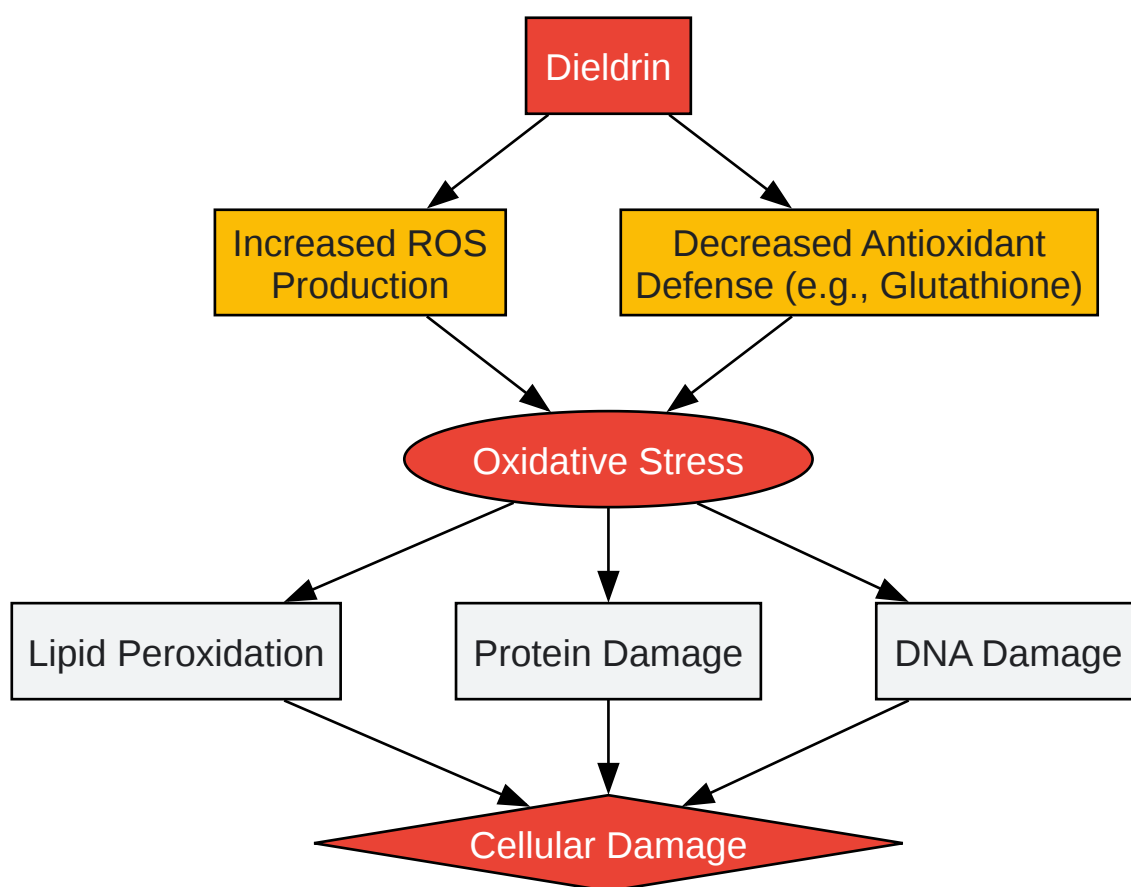 Dieldrin
Increased ROS
Production
Decreased Antioxidant
Defense (e.g., Glutathione)
Oxidative Stress
Lipid Peroxidation
Protein Damage
DNA Damage
Cellular Damage